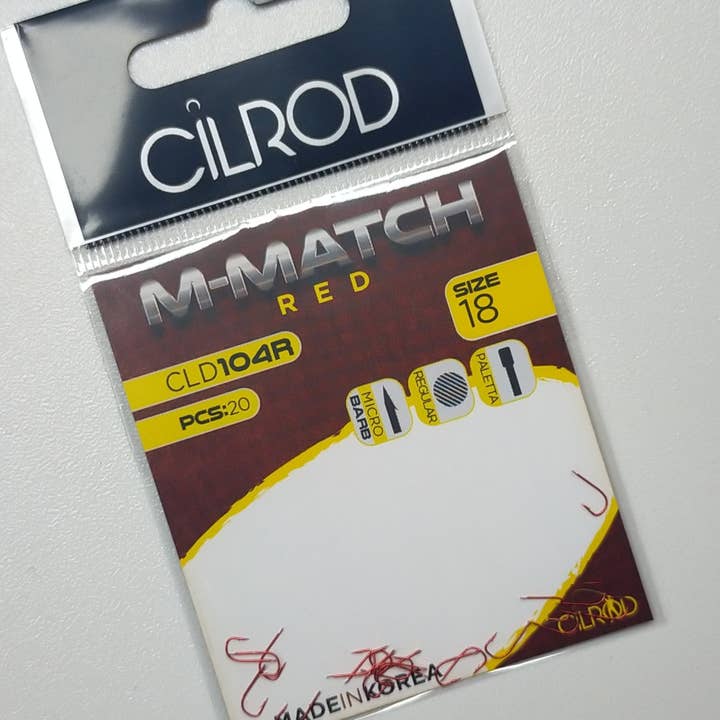 CiLROD
M-MATCH
RED
SIZE
18
CLD104R
PCS:20
MICRO
BARB
REGULAR
PALETTA
CiLROD
MADEINKOREA